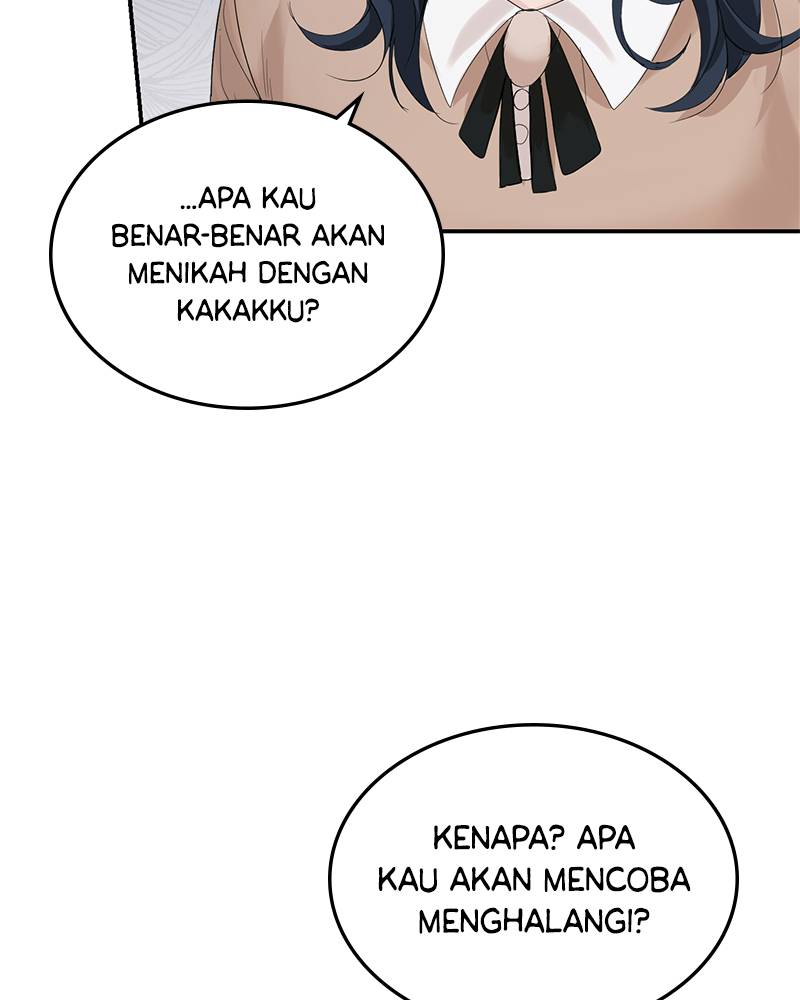 ...APA KAU
BENAR-BENAR AKAN
MENIKAH DENGAN
KAKAKKU?
KENAPA? APA
KAU AKAN MENCOBA
MENGHALANGI?